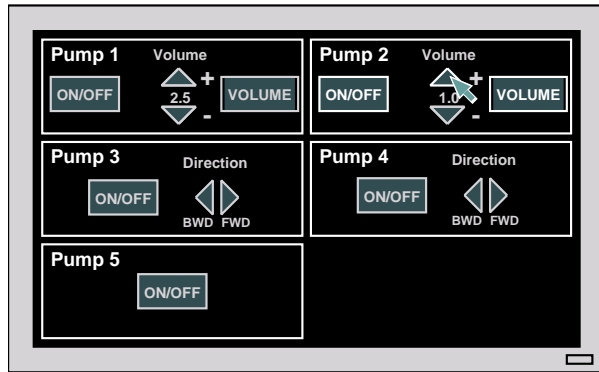 Pump 1 Volume
ON/OFF 2.5 + - VOLUME
Pump 2 Volume
ON/OFF 1.0 + - VOLUME
Pump 3 Direction
ON/OFF
BWD FWD
Pump 4 Direction
ON/OFF
BWD FWD
Pump 5
ON/OFF